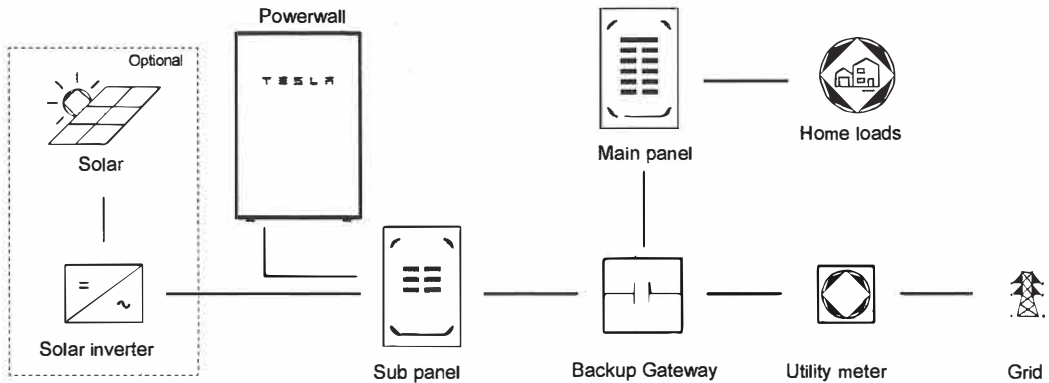 Powerwall
Optional
TESLA
Solar
Main panel
Home loads
Solar inverter
Sub panel
Backup Gateway
Utility meter
Grid